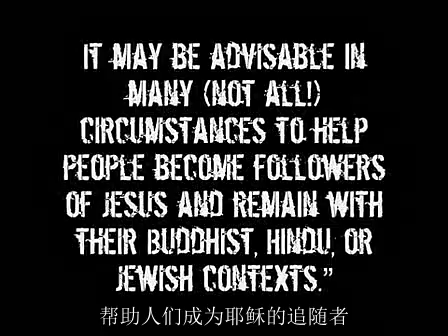 IT MAY BE ADVISABLE IN
MANY (NOT ALL!)
CIRCUMSTANCES TO HELP
PEOPLE BECOME FOLLOWERS
OF JESUS AND REMAIN WITH
THEIR BUDDHIST, HINDU, OR
JEWISH CONTEXTS.”
帮助人们成为耶稣的追随者